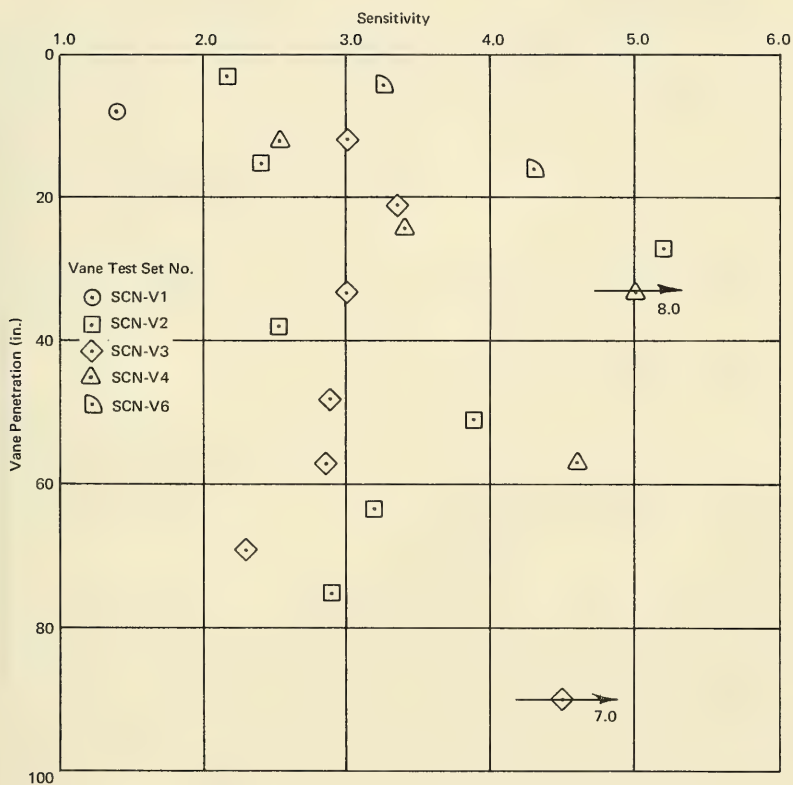 Sensitivity
1.0 2.0 3.0 4.0 5.0 6.0
0
20
40
60
80
100
Vane Penetration (in.)
Vane Test Set No.
SCN-V1
SCN-V2
SCN-V3
SCN-V4
SCN-V6
8.0
7.0